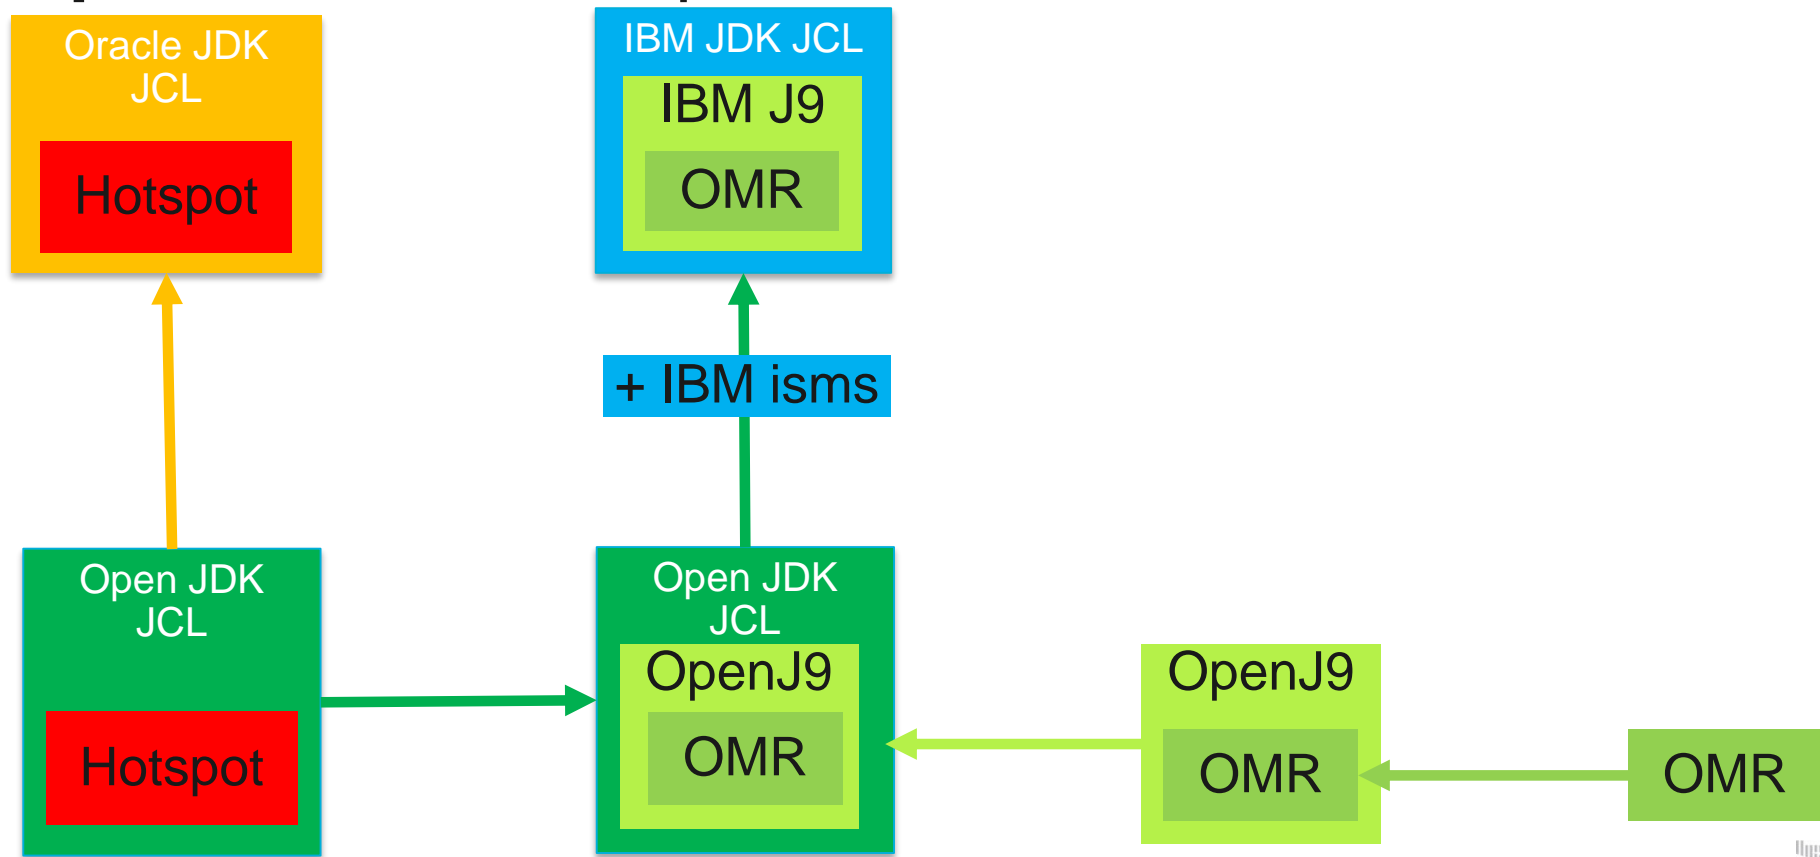 Oracle JDK
JCL
Hotspot
IBM JDK JCL
IBM J9
OMR
+ IBM isms
Open JDK
JCL
Hotspot
Open JDK
JCL
OpenJ9
OMR
OpenJ9
OMR
OMR